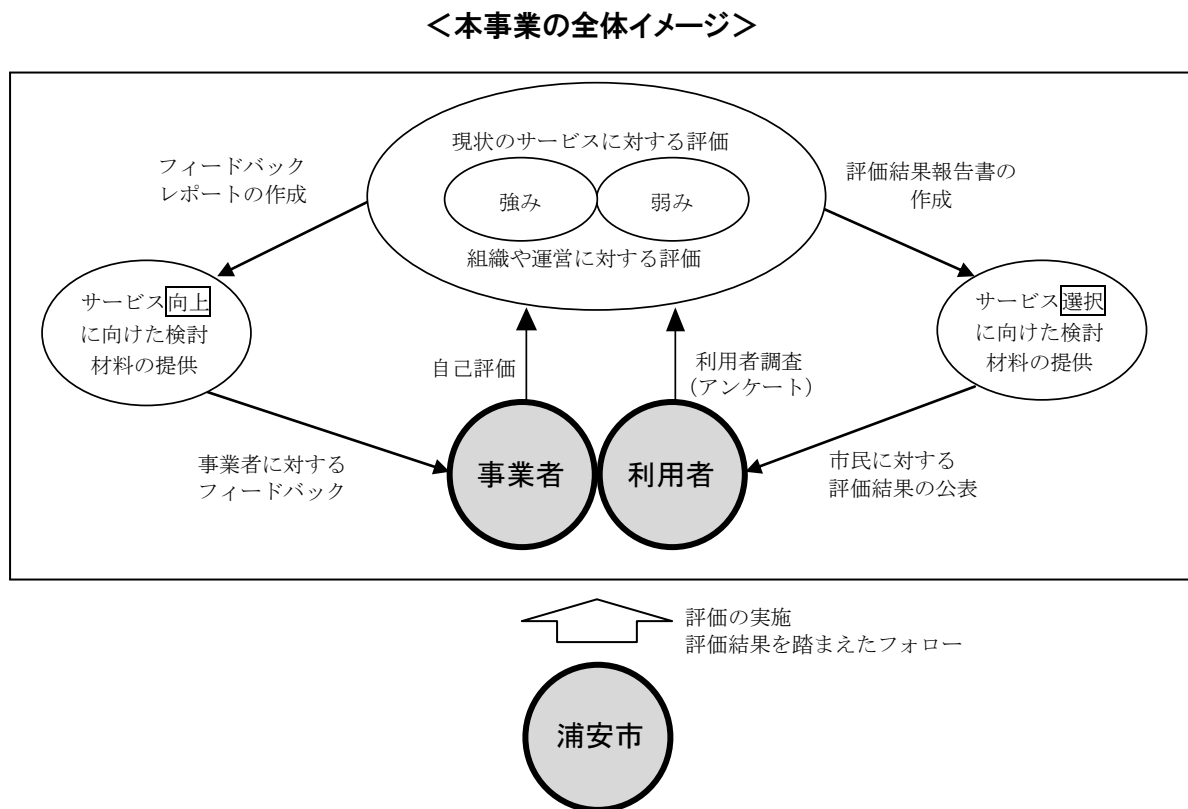 ＜本事業の全体イメージ＞
現状のサービスに対する評価
強み
弱み
組織や運営に対する評価
フィードバック
レポートの作成
評価結果報告書の
作成
サービス向上
に向けた検討
材料の提供
サービス選択
に向けた検討
材料の提供
自己評価
利用者調査
（アンケート）
事業者に対する
フィードバック
事業者
利用者
市民に対する
評価結果の公表
評価の実施
評価結果を踏まえたフォロー
浦安市